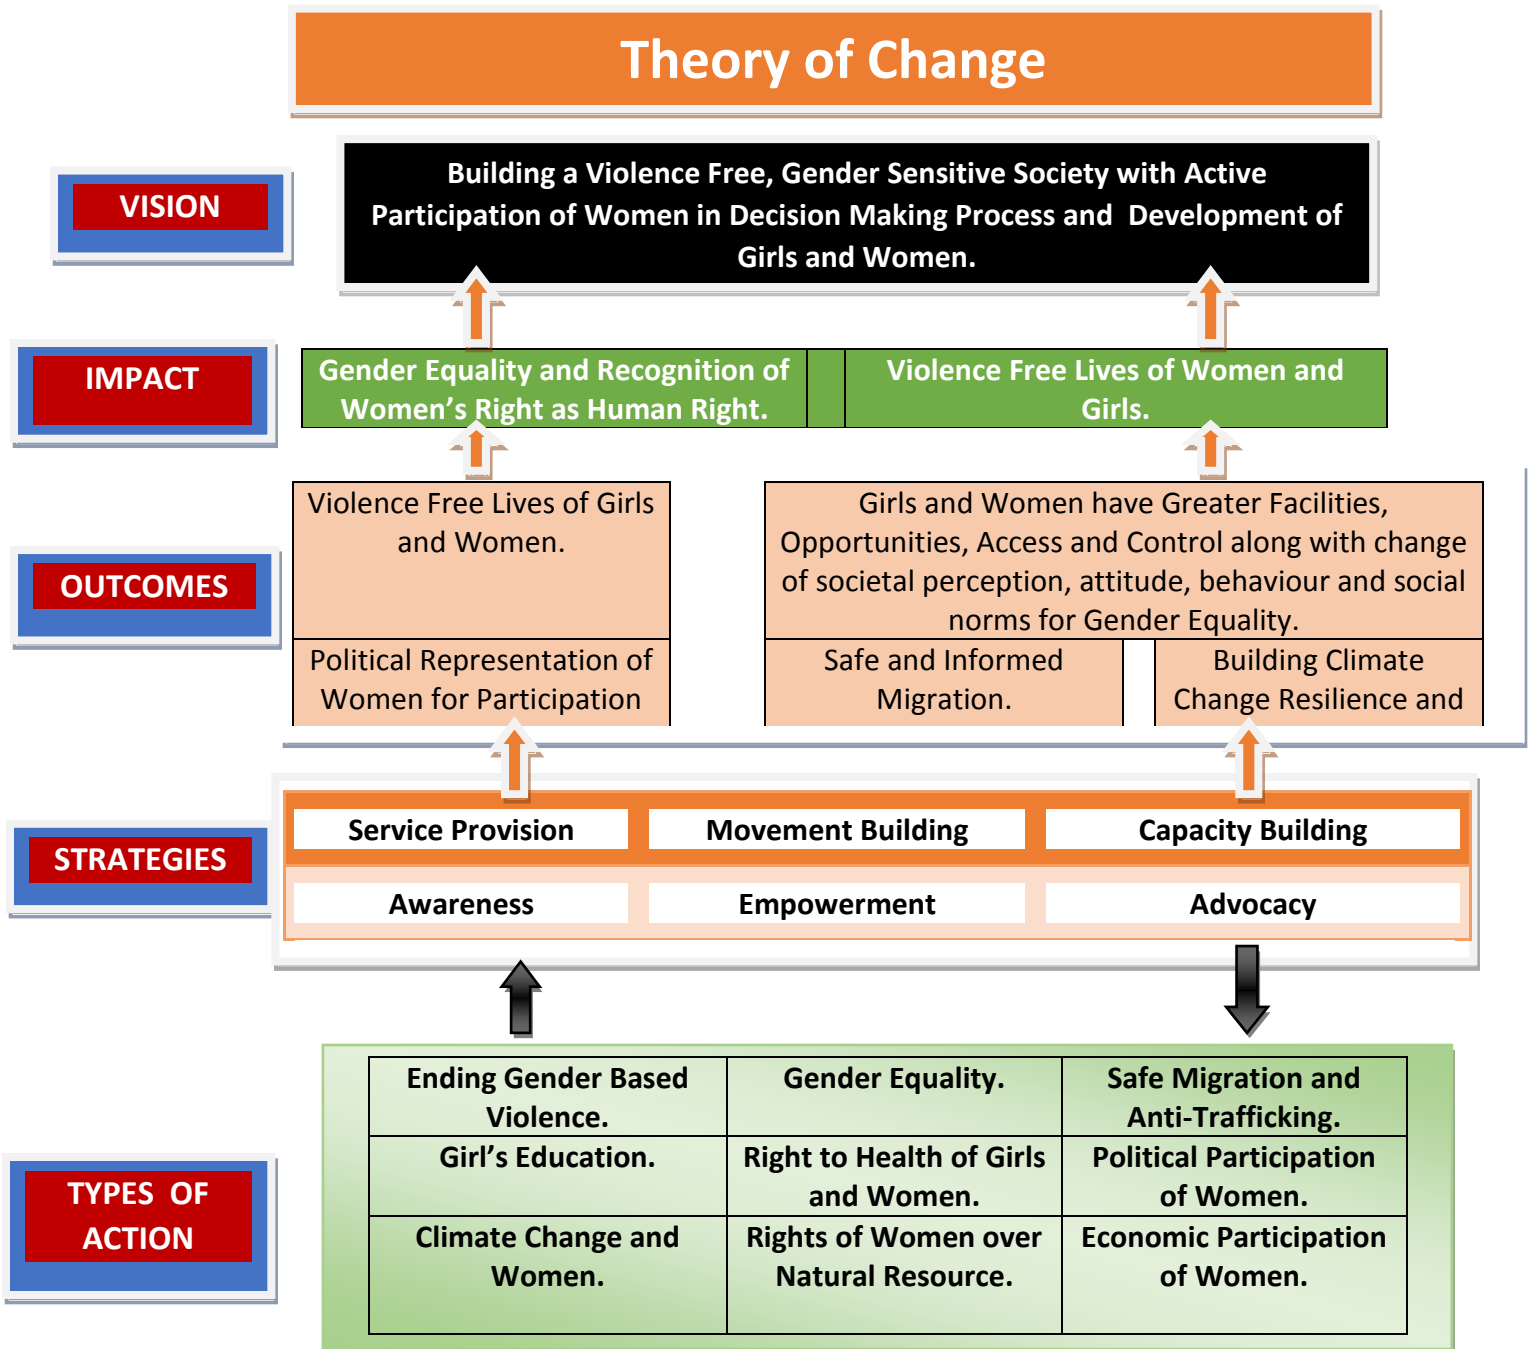 Theory of Change
VISION
Building a Violence Free, Gender Sensitive Society with Active
Participation of Women in Decision Making Process and  Development of
Girls and Women.
IMPACT
Gender Equality and Recognition of
Women’s Right as Human Right.
Violence Free Lives of Women and
Girls.
OUTCOMES
Violence Free Lives of Girls
and Women.
Girls and Women have Greater Facilities,
Opportunities, Access and Control along with change
of societal perception, attitude, behaviour and social
norms for Gender Equality.
Political Representation of
Women for Participation
Safe and Informed
Migration.
Building Climate
Change Resilience and
STRATEGIES
Service Provision
Movement Building
Capacity Building
Awareness
Empowerment
Advocacy
TYPES  OF
ACTION
Ending Gender Based
Violence.
Gender Equality.
Safe Migration and
Anti-Trafficking.
Girl’s Education.
Right to Health of Girls
and Women.
Political Participation
of Women.
Climate Change and
Women.
Rights of Women over
Natural Resource.
Economic Participation
of Women.